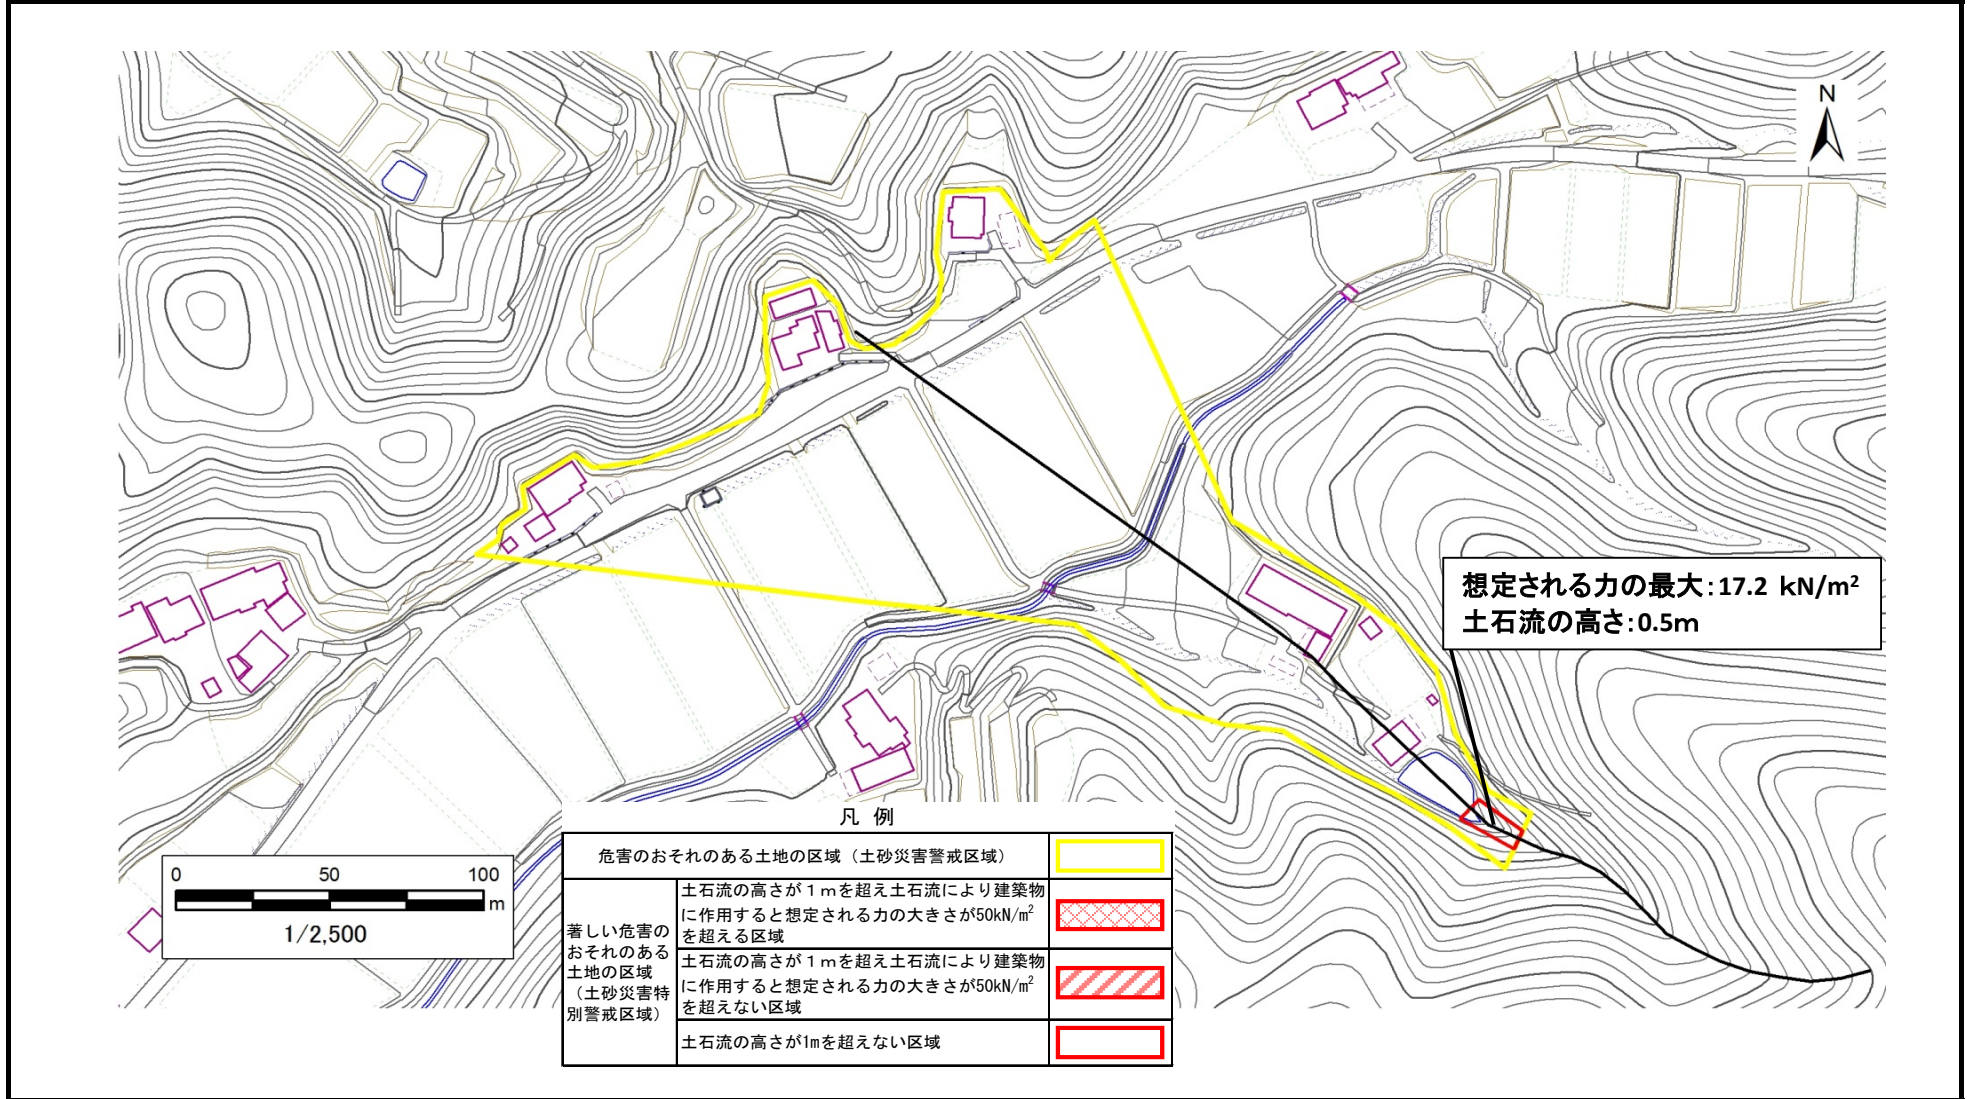 N
想定される力の最大：17.2 kN/m²
土石流の高さ：0.5m
凡 例
危害のおそれのある土地の区域（土砂災害警戒区域）
著しい危害の
おそれのある
土地の区域
（土砂災害特
別警戒区域）
土石流の高さが１ｍを超え土石流により建築物
に作用すると想定される力の大きさが50kN/m²
を超える区域
土石流の高さが１ｍを超え土石流により建築物
に作用すると想定される力の大きさが50kN/m²
を超えない区域
土石流の高さが1mを超えない区域
0 50 100
m
1/2,500